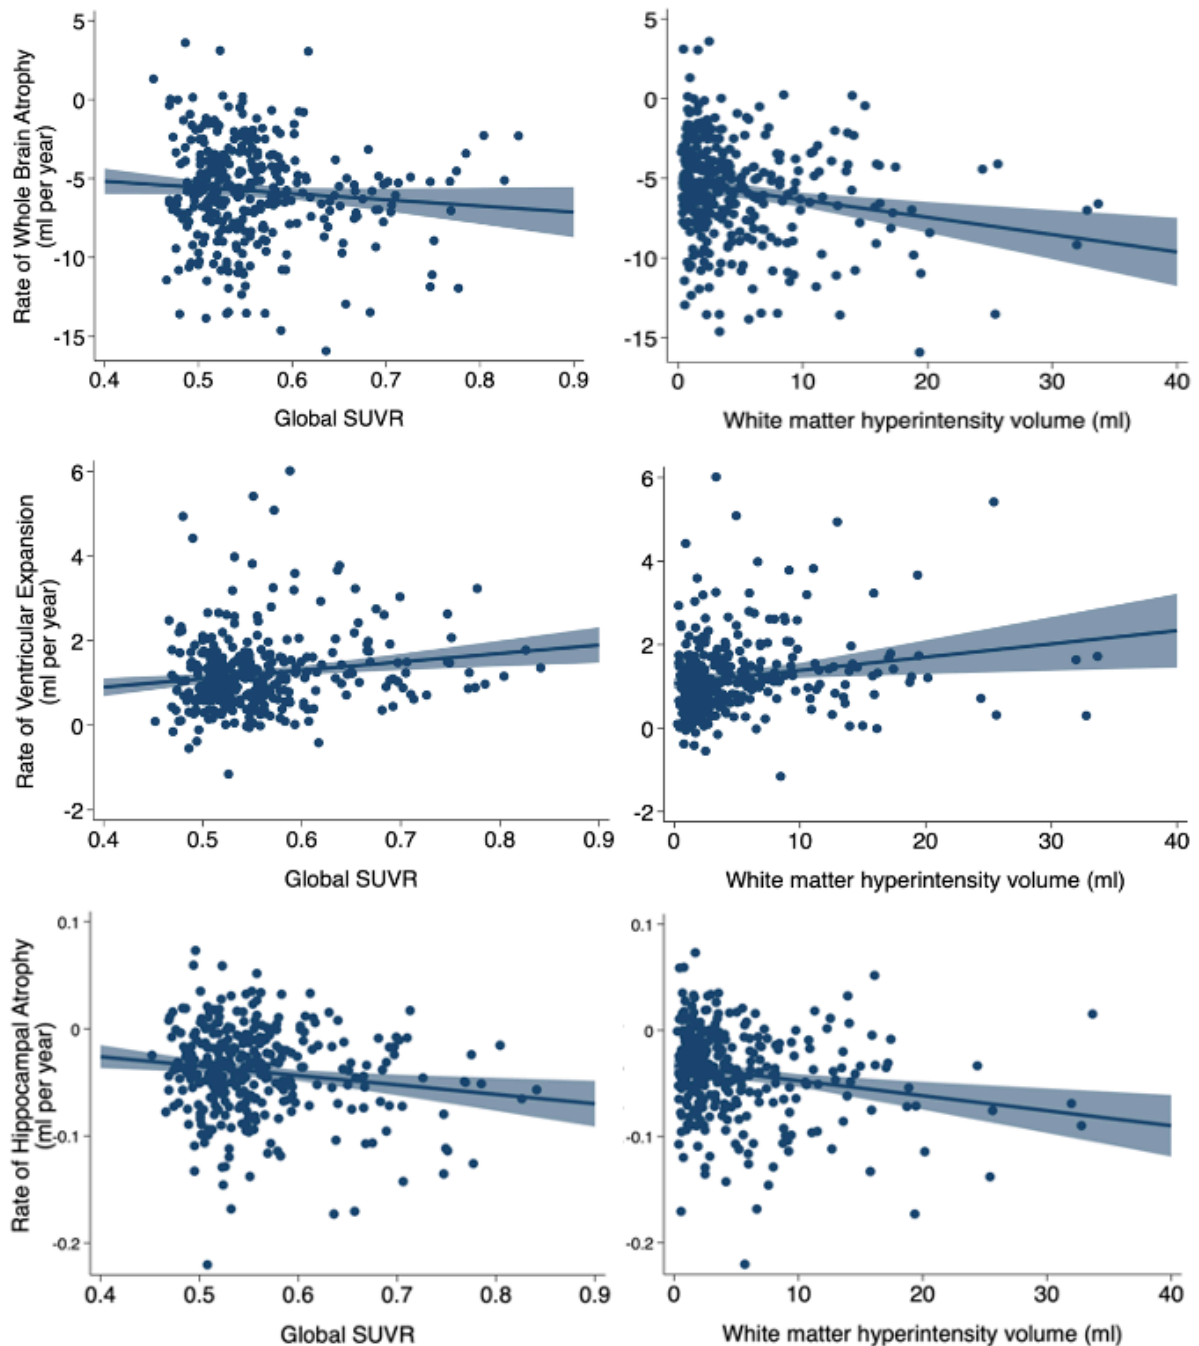 Rate of Whole Brain Atrophy
(ml per year)
5
0
-5
-10
-15
0.4 0.5 0.6 0.7 0.8 0.9
Global SUVR
5
0
-5
-10
-15
0 10 20 30 40
White matter hyperintensity volume (ml)
Rate of Ventricular Expansion
(ml per year)
6
4
2
0
-2
0.4 0.5 0.6 0.7 0.8 0.9
Global SUVR
6
4
2
0
-2
0 10 20 30 40
White matter hyperintensity volume (ml)
Rate of Hippocampal Atrophy
(ml per year)
0.1
0
-0.1
-0.2
0.4 0.5 0.6 0.7 0.8 0.9
Global SUVR
0.1
0
-0.1
-0.2
0 10 20 30 40
White matter hyperintensity volume (ml)